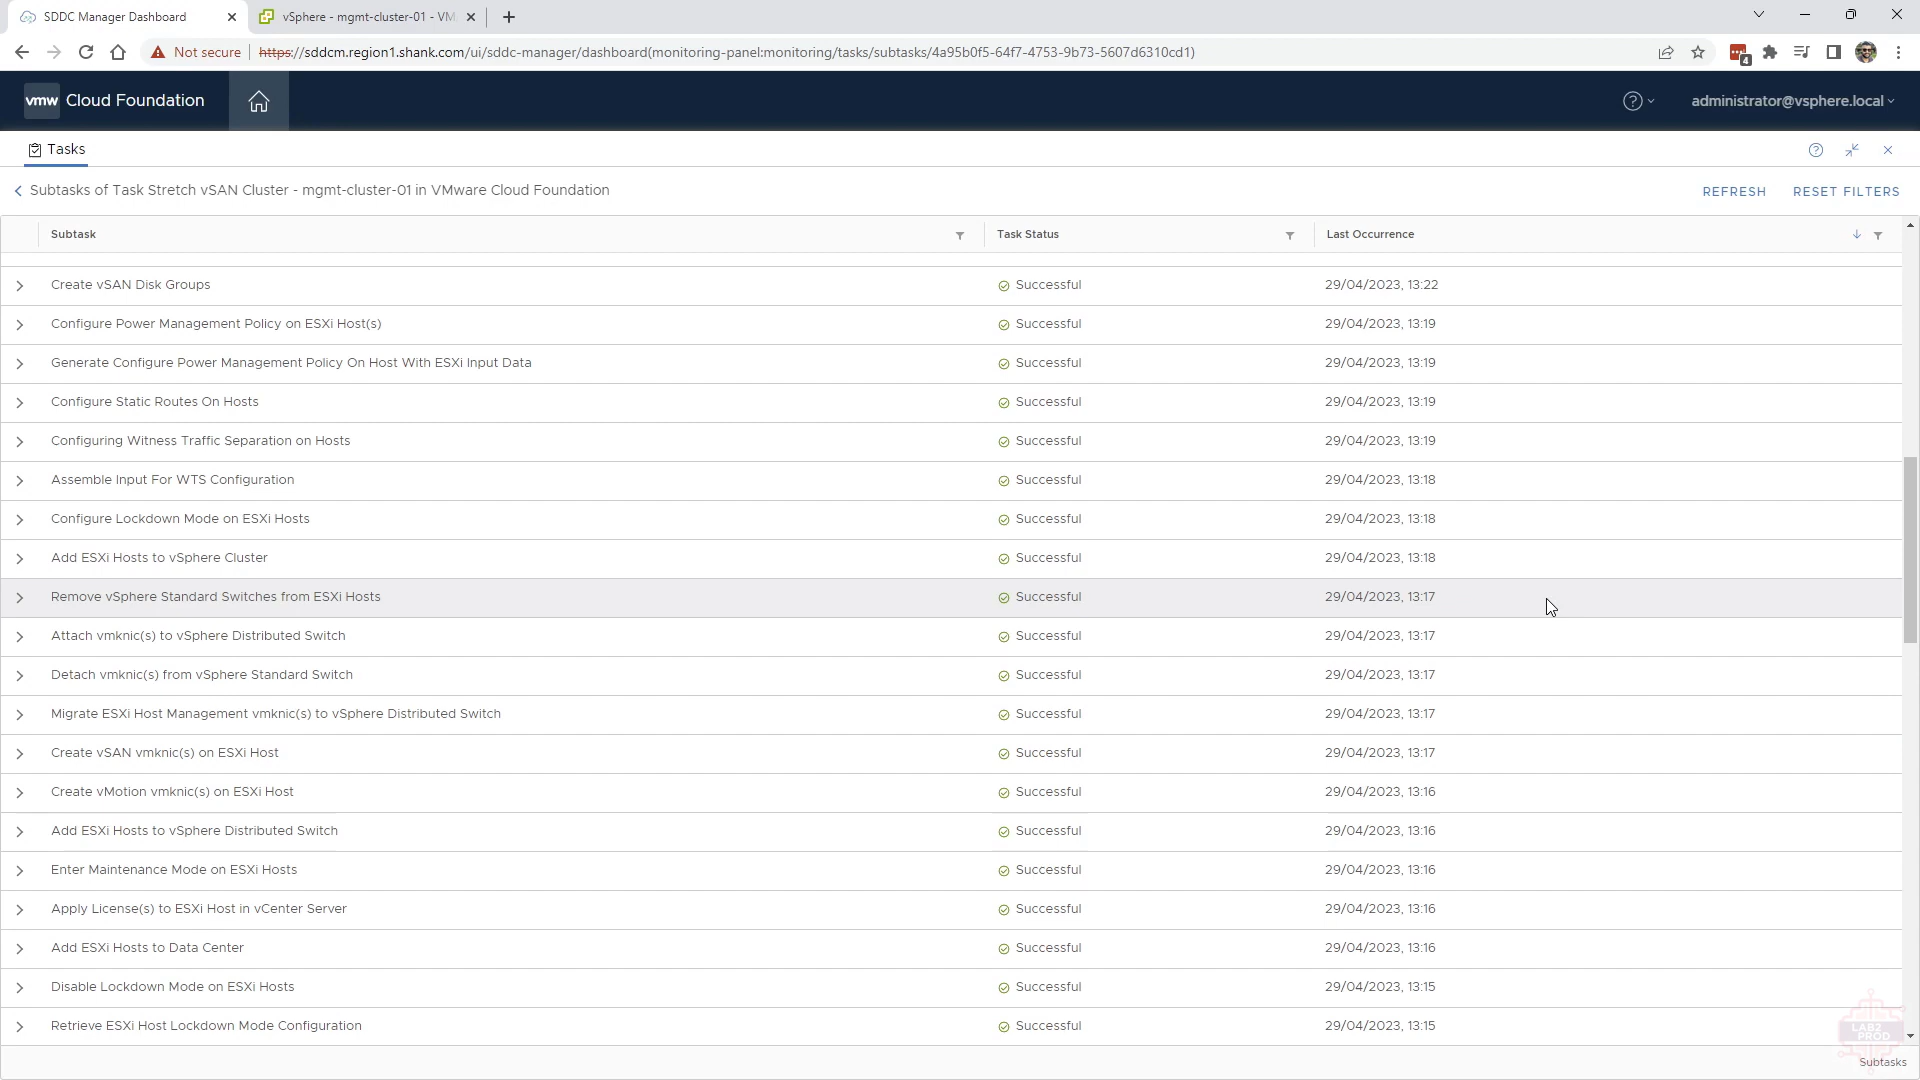 SDDC Manager Dashboard
vSphere - mgmt-cluster-01 - VM
Not secure https://sddcm.region1.shank.com/ui/sddc-manager/dashboard(monitoring-panel:monitoring/tasks/subtasks/4a95b0f5-64f7-4753-9b73-5607d6310cd1)
4
vmw Cloud Foundation
administrator@vsphere.local
Tasks
Subtasks of Task Stretch vSAN Cluster - mgmt-cluster-01 in VMware Cloud Foundation
REFRESH RESET FILTERS
Subtask Task Status Last Occurrence
Create vSAN Disk Groups Successful 29/04/2023, 13:22
Configure Power Management Policy on ESXi Host(s) Successful 29/04/2023, 13:19
Generate Configure Power Management Policy On Host With ESXi Input Data Successful 29/04/2023, 13:19
Configure Static Routes On Hosts Successful 29/04/2023, 13:19
Configuring Witness Traffic Separation on Hosts Successful 29/04/2023, 13:19
Assemble Input For WTS Configuration Successful 29/04/2023, 13:18
Configure Lockdown Mode on ESXi Hosts Successful 29/04/2023, 13:18
Add ESXi Hosts to vSphere Cluster Successful 29/04/2023, 13:18
Remove vSphere Standard Switches from ESXi Hosts Successful 29/04/2023, 13:17
Attach vmknic(s) to vSphere Distributed Switch Successful 29/04/2023, 13:17
Detach vmknic(s) from vSphere Standard Switch Successful 29/04/2023, 13:17
Migrate ESXi Host Management vmknic(s) to vSphere Distributed Switch Successful 29/04/2023, 13:17
Create vSAN vmknic(s) on ESXi Host Successful 29/04/2023, 13:17
Create vMotion vmknic(s) on ESXi Host Successful 29/04/2023, 13:16
Add ESXi Hosts to vSphere Distributed Switch Successful 29/04/2023, 13:16
Enter Maintenance Mode on ESXi Hosts Successful 29/04/2023, 13:16
Apply License(s) to ESXi Host in vCenter Server Successful 29/04/2023, 13:16
Add ESXi Hosts to Data Center Successful 29/04/2023, 13:16
Disable Lockdown Mode on ESXi Hosts Successful 29/04/2023, 13:15
Retrieve ESXi Host Lockdown Mode Configuration Successful 29/04/2023, 13:15
LAB2
PROD
Subtasks